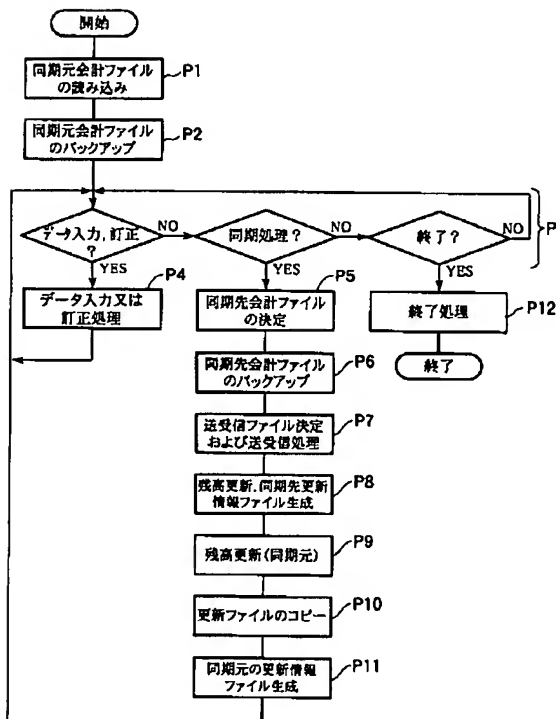 開始
同期元会計ファイル
の読み込み
P1
同期元会計ファイル
のバックアップ
P2
データ入力,訂正
?
NO
同期処理?
NO
終了?
NO
P
YES
YES
YES
データ入力又は
訂正処理
P4
同期先会計ファイル
の決定
P5
終了処理
P12
終了
同期先会計ファイル
のバックアップ
P6
送受信ファイル決定
および送受信処理
P7
残高更新,同期先更新
情報ファイル生成
P8
残高更新(同期元)
P9
更新ファイルのコピー
P10
同期元の更新情報
ファイル生成
P11